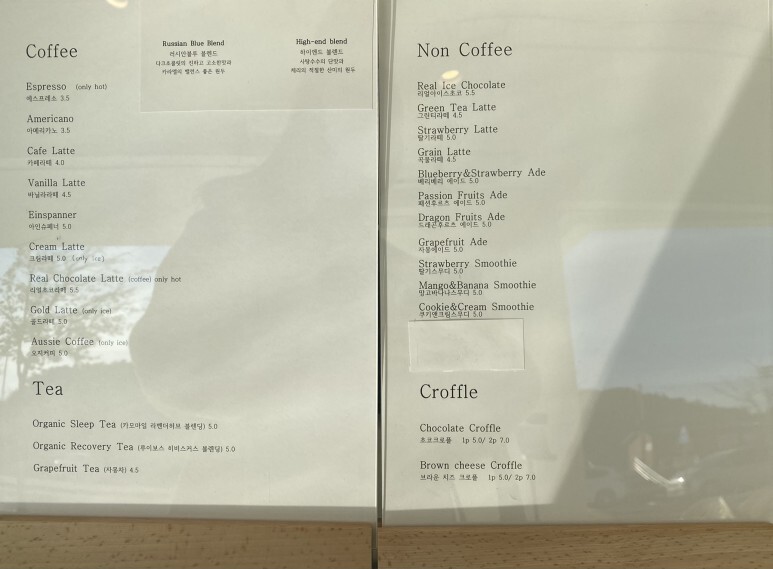 Coffee
Russian Blue Blend
러시안블루 블렌드
다크초콜릿의 진하고 고소한맛과
카라멜의 밸런스 좋은 원두
High-end blend
하이엔드 블렌드
사탕수수의 단맛과
체리의 적절한 산미의 원두
Espresso (only hot)
에스프레소 3.5
Americano
아메리카노 3.5
Cafe Latte
카페라떼 4.0
Vanilla Latte
바닐라라떼 4.5
Einspanner
아인슈페너 5.0
Cream Latte
크림라떼 5.0 (only ice)
Real Chocolate Latte (coffee) only hot
리얼초코라떼 5.5
Gold Latte (only ice)
골드라떼 5.0
Aussie Coffee (only ice)
오지커피 5.0
Tea
Organic Sleep Tea (카모마일 라벤더허브 블렌딩) 5.0
Organic Recovery Tea (루이보스 히비스커스 블렌딩) 5.0
Grapefruit Tea (자몽차) 4.5
Non Coffee
Real Ice Chocolate
리얼아이스초코 5.5
Green Tea Latte
그린티라떼 4.5
Strawberry Latte
딸기라떼 5.0
Grain Latte
곡물라떼 4.5
Blueberry&Strawberry Ade
베리베리 에이드 5.0
Passion Fruits Ade
패션후르츠 에이드 5.0
Dragon Fruits Ade
드래곤후르츠 에이드 5.0
Grapefruit Ade
자몽에이드 5.0
Strawberry Smoothie
딸기스무디 5.0
Mango&Banana Smoothie
망고바나나스무디 5.0
Cookie&Cream Smoothie
쿠키앤크림스무디 5.0
Croffle
Chocolate Croffle
초코크로플 1p 5.0/ 2p 7.0
Brown cheese Croffle
브라운 치즈 크로플 1p 5.0/ 2p 7.0